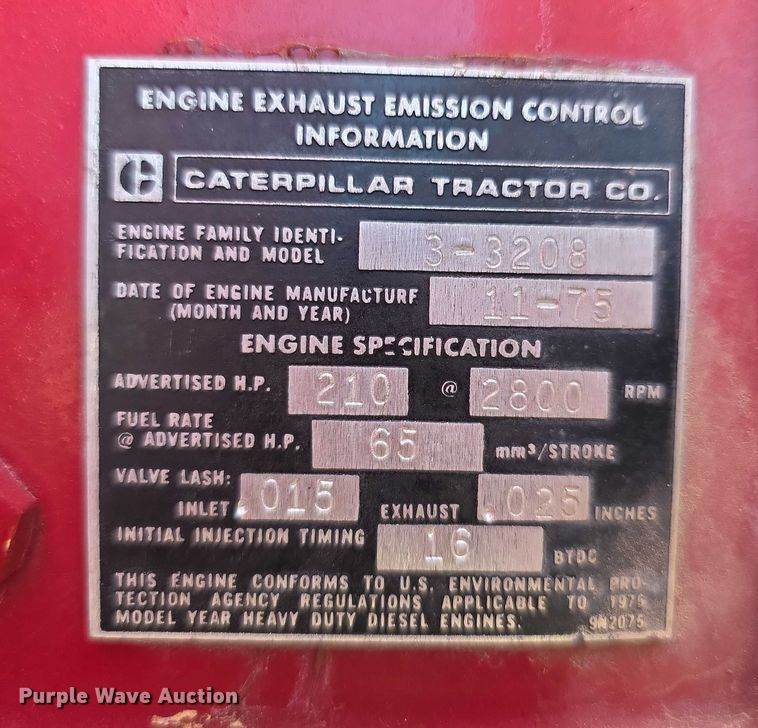 ENGINE EXHAUST EMISSION CONTROL
INFORMATION
CATERPILLAR TRACTOR CO.
ENGINE FAMILY IDENTI-
FICATION AND MODEL 3-3208
DATE OF ENGINE MANUFACTURE 11-75
(MONTH AND YEAR)
ENGINE SPECIFICATION
ADVERTISED H.P. 210 @ 2800 RPM
FUEL RATE
@ ADVERTISED H.P. 65 mm³/STROKE
VALVE LASH:
INLET .015 EXHAUST .025 INCHES
INITIAL INJECTION TIMING 16 BTDC
THIS ENGINE CONFORMS TO U.S. ENVIRONMENTAL PRO-
TECTION AGENCY REGULATIONS APPLICABLE TO
MODEL YEAR HEAVY DUTY DIESEL ENGINES. 9N2075
Purple Wave Auction